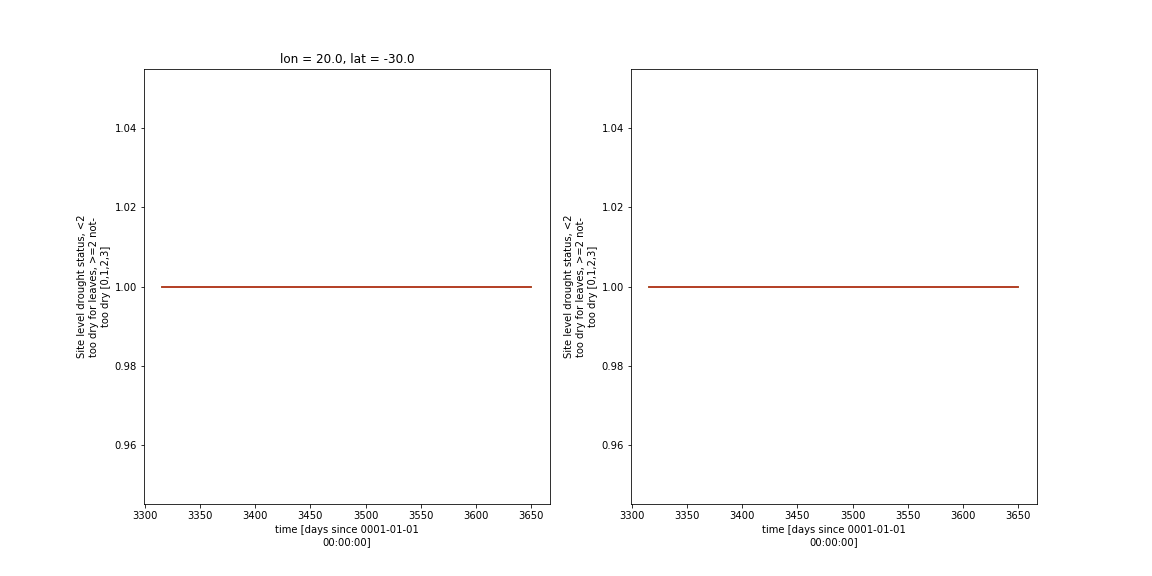 lon = 20.0, lat = -30.0
1.04
1.02
1.00
0.98
0.96
Site level drought status, <2
too dry for leaves, >=2 not-
too dry [0,1,2,3]
3300 3350 3400 3450 3500 3550 3600 3650
time [days since 0001-01-01
00:00:00]
1.04
1.02
1.00
0.98
0.96
Site level drought status, <2
too dry for leaves, >=2 not-
too dry [0,1,2,3]
3300 3350 3400 3450 3500 3550 3600 3650
time [days since 0001-01-01
00:00:00]